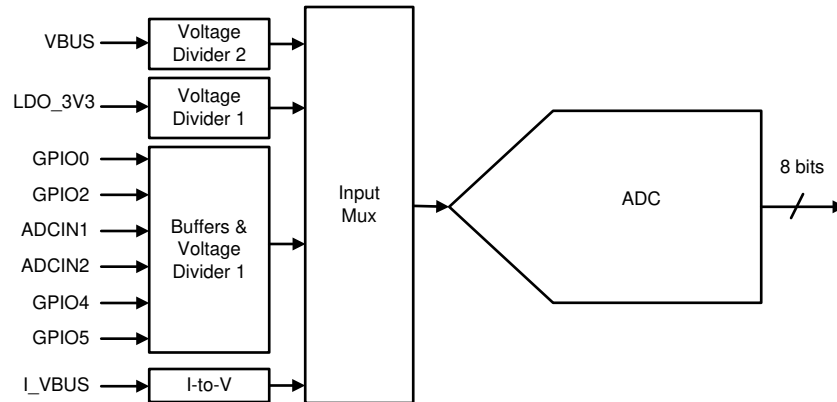 VBUS
Voltage
Divider 2
LDO_3V3
Voltage
Divider 1
GPIO0
GPIO2
ADCIN1
ADCIN2
GPIO4
GPIO5
Buffers &
Voltage
Divider 1
I_VBUS
I-to-V
Input
Mux
ADC
8 bits